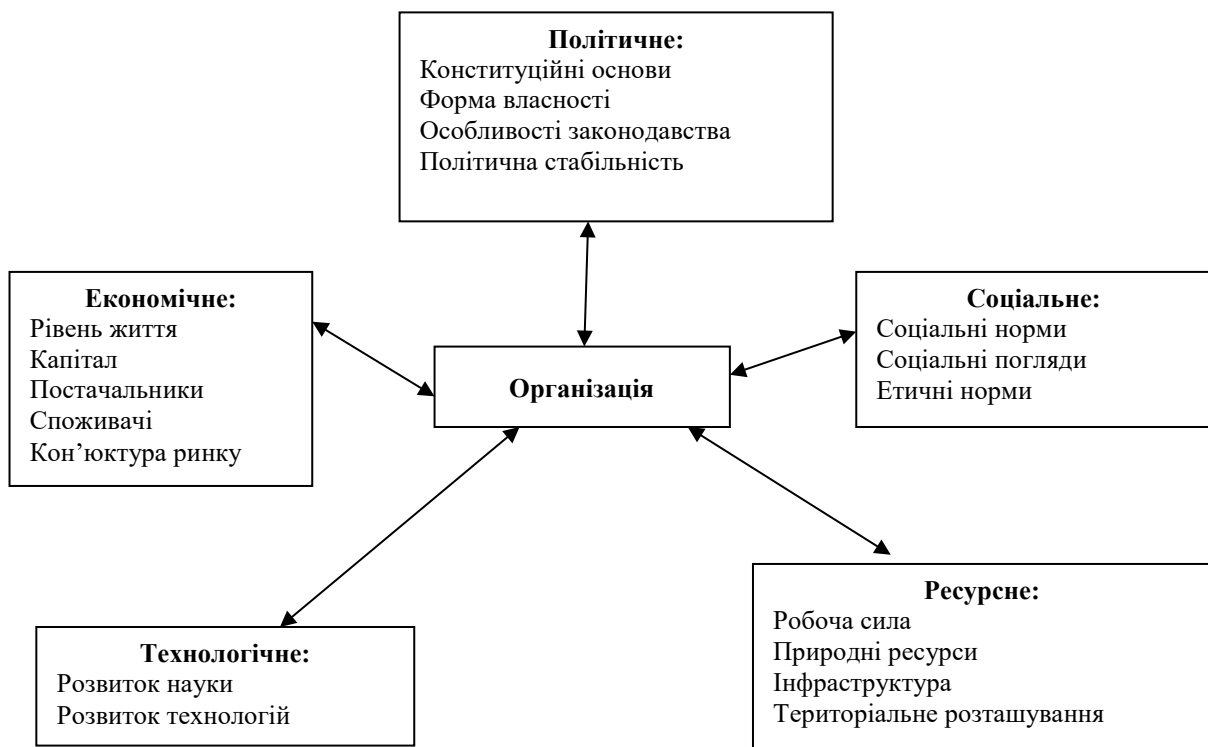 Політичне:
Конституційні основи
Форма власності
Особливості законодавства
Політична стабільність
Економічне:
Рівень життя
Капітал
Постачальники
Споживачі
Кон’юктура ринку
Організація
Соціальне:
Соціальні норми
Соціальні погляди
Етичні норми
Технологічне:
Розвиток науки
Розвиток технологій
Ресурсне:
Робоча сила
Природні ресурси
Інфраструктура
Територіальне розташування